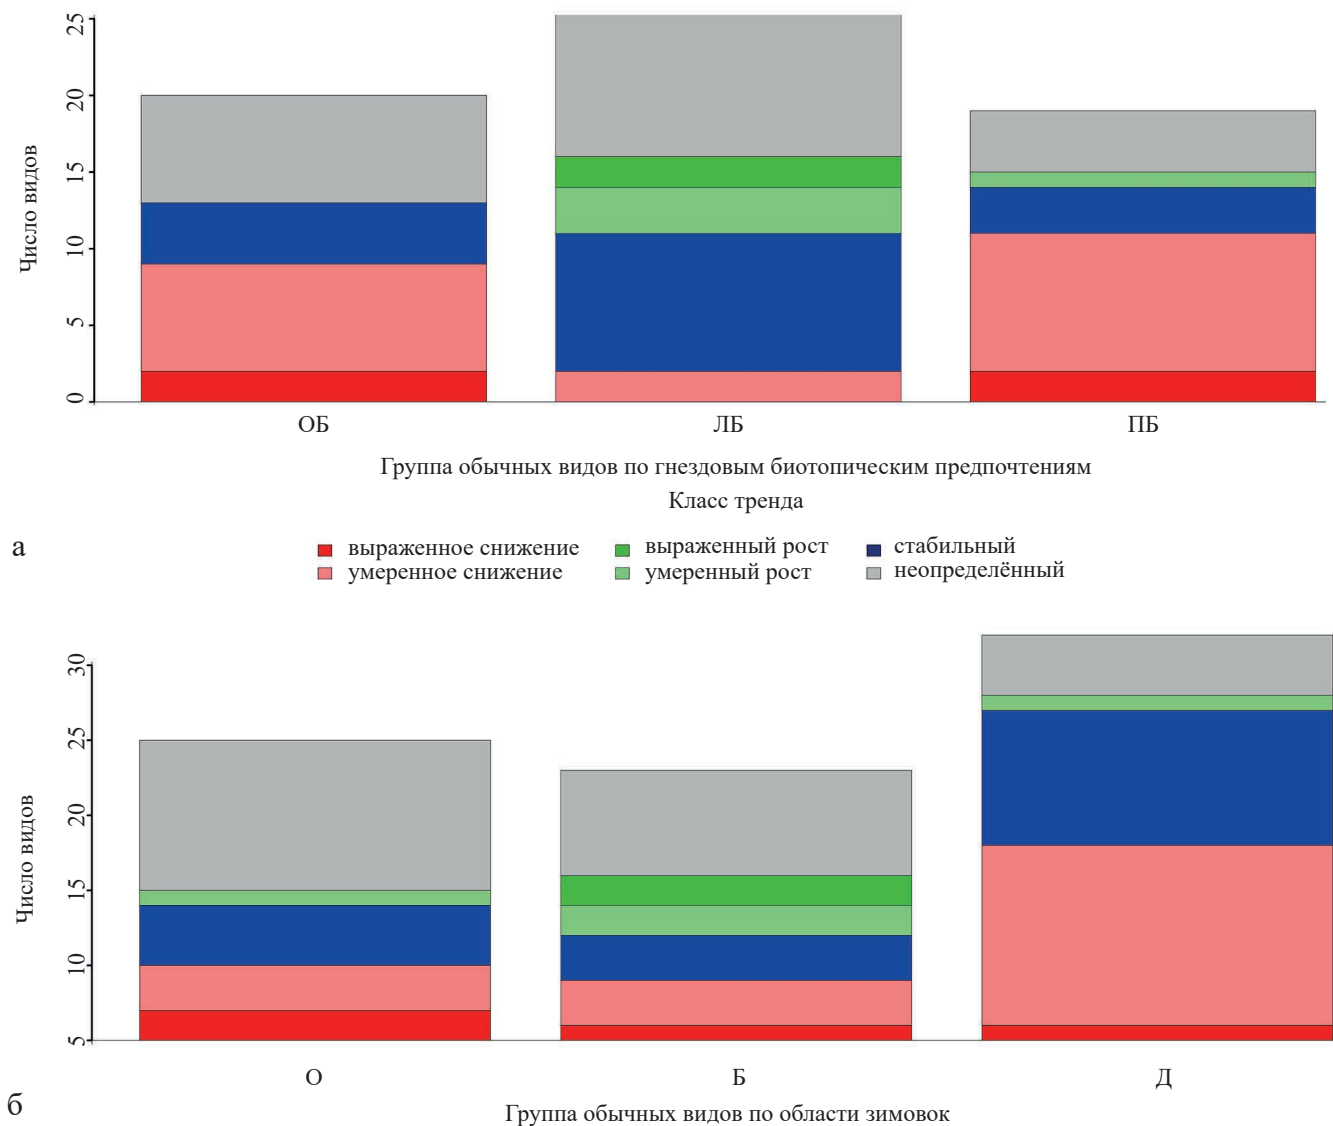 25
20
15
10
5
0
Число видов
ОБ ЛБ ПБ
Группа обычных видов по гнездовым биотопическим предпочтениям
Класс тренда
а
выраженное снижение выраженный рост стабильный
умеренное снижение умеренный рост неопределённый
30
25
20
15
10
5
Число видов
О Б Д
б
Группа обычных видов по области зимовок